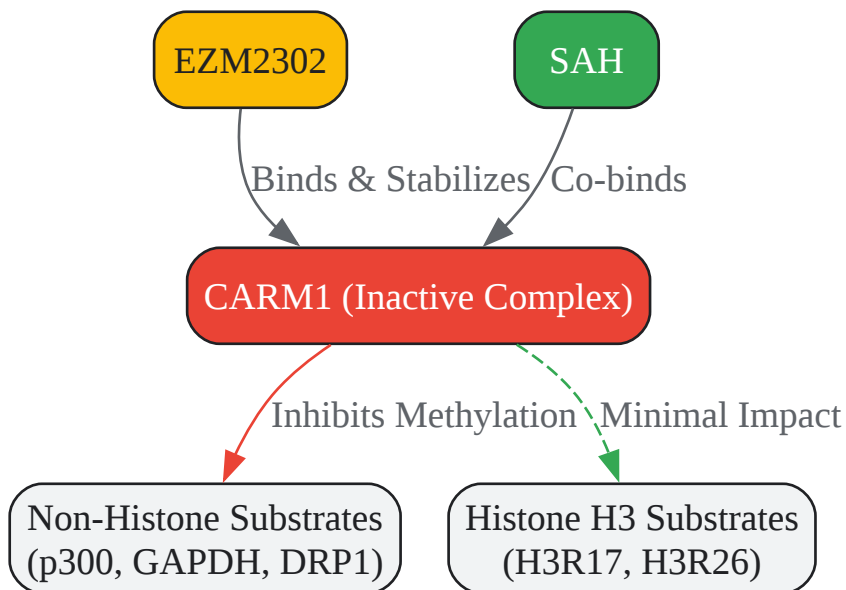 EZM2302
SAH
Binds & Stabilizes
Co-binds
CARM1 (Inactive Complex)
Inhibits Methylation
Minimal Impact
Non-Histone Substrates
(p300, GAPDH, DRP1)
Histone H3 Substrates
(H3R17, H3R26)